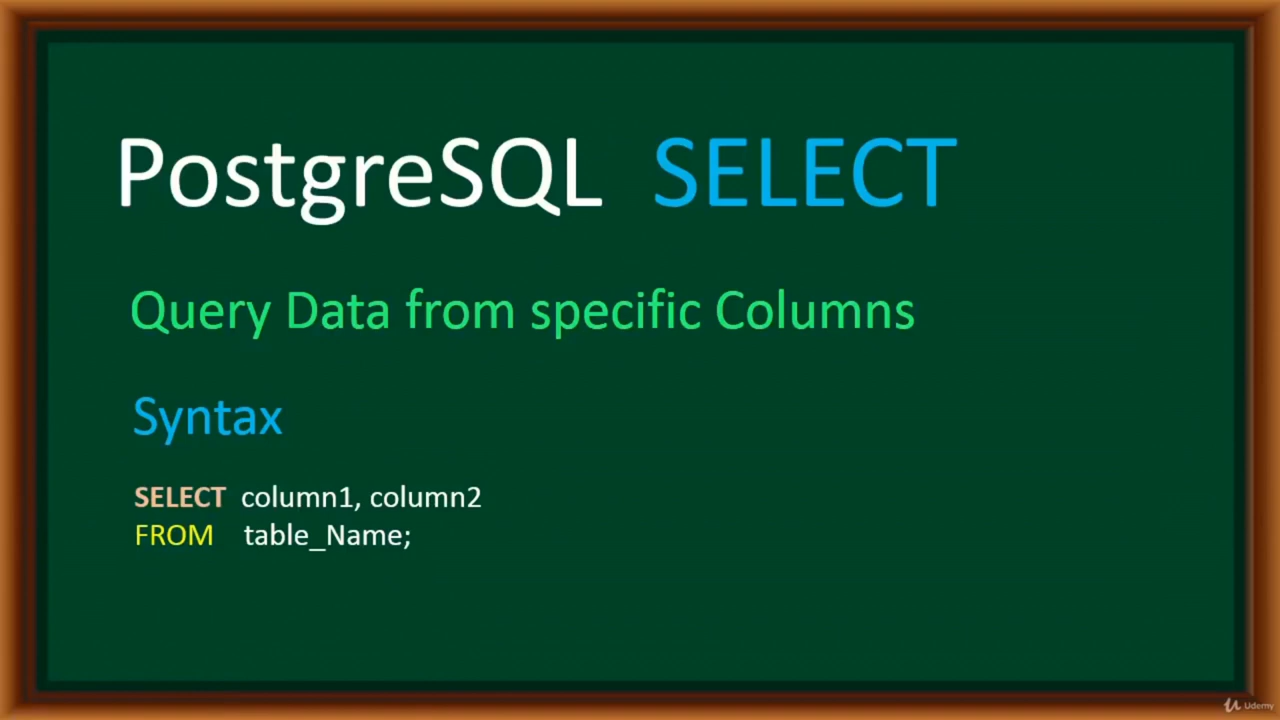 PostgreSQL SELECT
Query Data from specific Columns
Syntax
SELECT column1, column2
FROM table_Name;
Udemy